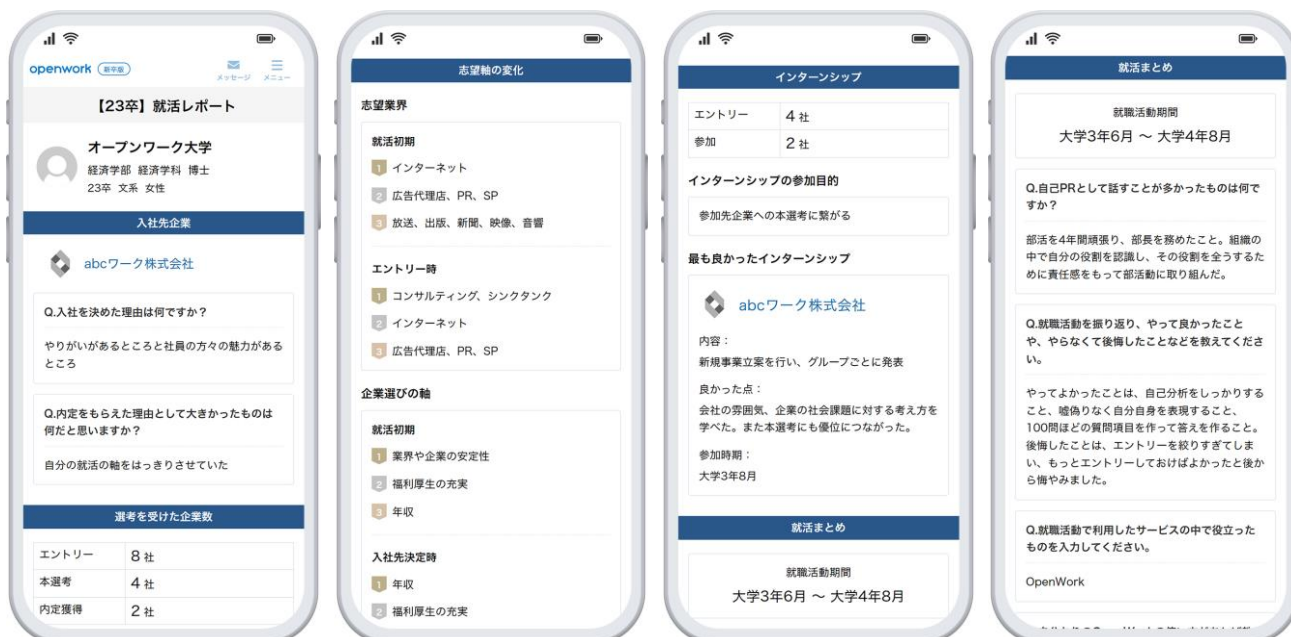 openwork 新卒版
メッセージ メニュー
【23卒】就活レポート
オープンワーク大学
経済学部 経済学科 博士
23卒 文系 女性
入社先企業
abcワーク株式会社
Q.入社を決めた理由は何ですか？
やりがいがあるところと社員の方々の魅力がある
ところ
Q.内定をもらえた理由として大きかったものは
何だと思いますか？
自分の就活の軸をはっきりさせていた
選考を受けた企業数
エントリー 8 社
本選考 4 社
内定獲得 2 社
志望軸の変化
志望業界
就活初期
1 インターネット
2 広告代理店、PR、SP
3 放送、出版、新聞、映像、音響
エントリー時
1 コンサルティング、シンクタンク
2 インターネット
3 広告代理店、PR、SP
企業選びの軸
就活初期
1 業界や企業の安定性
2 福利厚生の充実
3 年収
入社先決定時
1 年収
2 福利厚生の充実
インターンシップ
エントリー 4 社
参加 2 社
インターンシップの参加目的
参加先企業への本選考に繋がる
最も良かったインターンシップ
abcワーク株式会社
内容：
新規事業立案を行い、グループごとに発表
良かった点：
会社の雰囲気、企業の社会課題に対する考え方を
学べた。また本選考にも優位につながった。
参加時期：
大学3年8月
就活まとめ
就職活動期間
大学3年6月 ～ 大学4年8月
就活まとめ
就職活動期間
大学3年6月 ～ 大学4年8月
Q.自己PRとして話すことが多かったものは何で
すか？
部活を4年間頑張り、部長を務めたこと。組織の
中で自分の役割を認識し、その役割を全うするた
めに責任感をもって部活動に取り組んだ。
Q.就職活動を振り返り、やって良かったこと
や、やらなくて後悔したことなどを教えてくださ
い。
やってよかったことは、自己分析をしっかりする
こと、嘘偽りなく自分自身を表現すること、
100問ほどの質問項目を作って答えを作ること。
後悔したことは、エントリーを絞りすぎてしま
い、もっとエントリーしておけばよかったと後か
ら悔やみました。
Q.就職活動で利用したサービスの中で役立った
ものを入力してください。
OpenWork